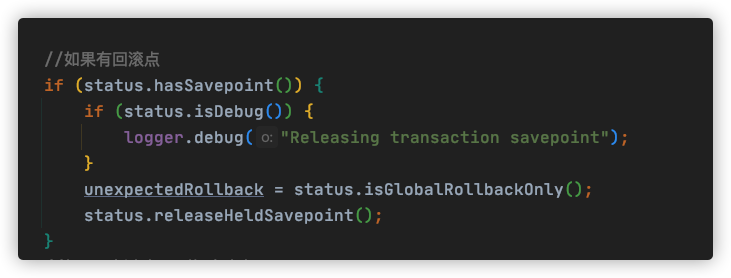 //如果有回滚点
if (status.hasSavepoint()) {
if (status.isDebug()) {
logger.debug( o: "Releasing transaction savepoint");
}
unexpectedRollback = status.isGlobalRollbackOnly();
status.releaseHeldSavepoint();
}